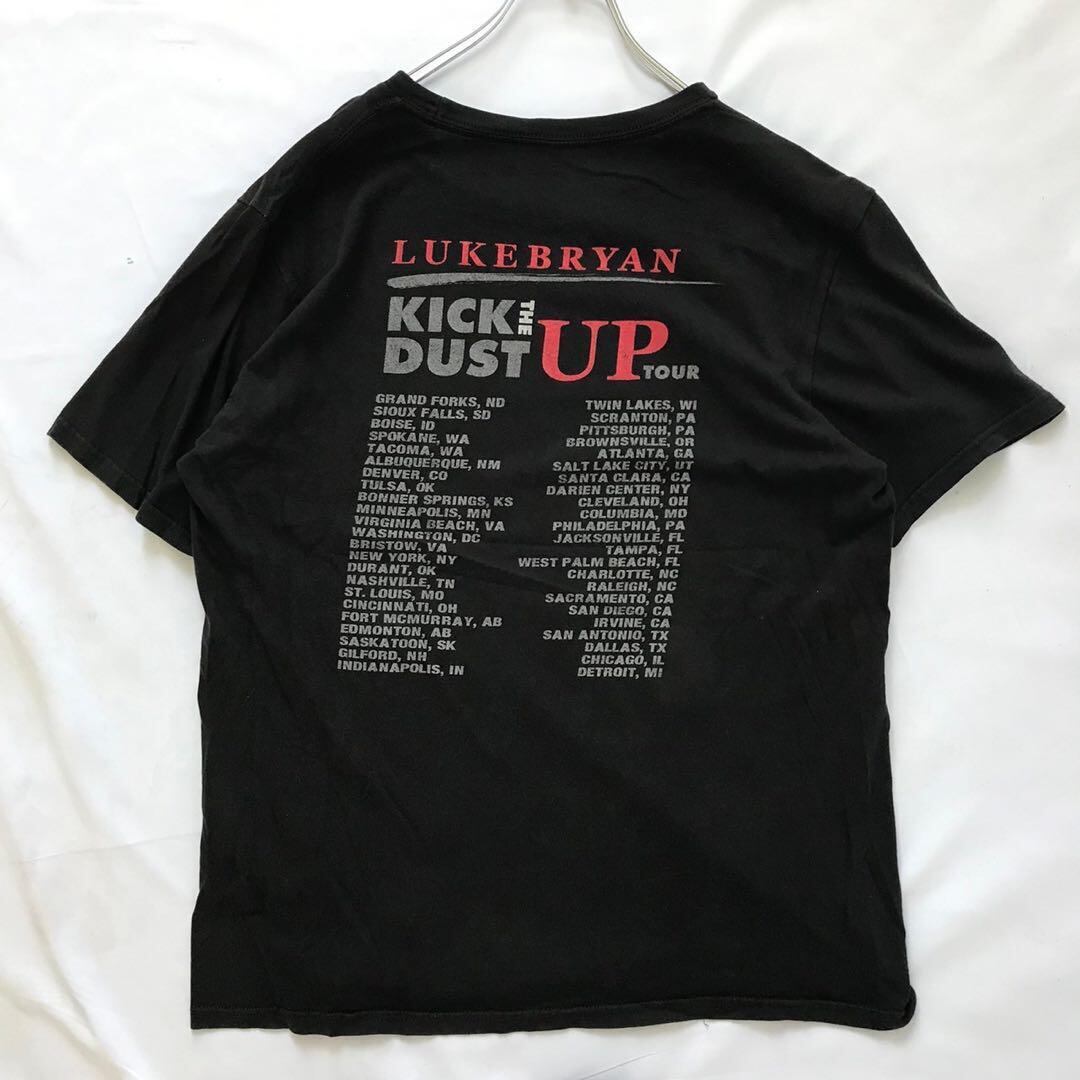 LUKE BRYAN
KICK THE
DUST UP TOUR
GRAND FORKS, ND
SIOUX FALLS, SD
BOISE, ID
SPOKANE, WA
TACOMA, WA
ALBUQUERQUE, NM
DENVER, CO
TULSA, OK
BONNER SPRINGS, KS
MINNEAPOLIS, MN
VIRGINIA BEACH, VA
WASHINGTON, DC
BRISTOW, VA
NEW YORK, NY
DURANT, OK
NASHVILLE, TN
ST. LOUIS, MO
CINCINNATI, OH
FORT MCMURRAY, AB
EDMONTON, AB
SASKATOON, SK
GILFORD, NH
INDIANAPOLIS, IN
TWIN LAKES, WI
SCRANTON, PA
PITTSBURGH, PA
BROWNSVILLE, OR
ATLANTA, GA
SALT LAKE CITY, UT
SANTA CLARA, CA
DARIEN CENTER, NY
CLEVELAND, OH
COLUMBIA, MD
PHILADELPHIA, PA
JACKSONVILLE, FL
TAMPA, FL
WEST PALM BEACH, FL
CHARLOTTE, NC
RALEIGH, NC
SACRAMENTO, CA
SAN DIEGO, CA
IRVINE, CA
SAN ANTONIO, TX
DALLAS, TX
CHICAGO, IL
DETROIT, MI